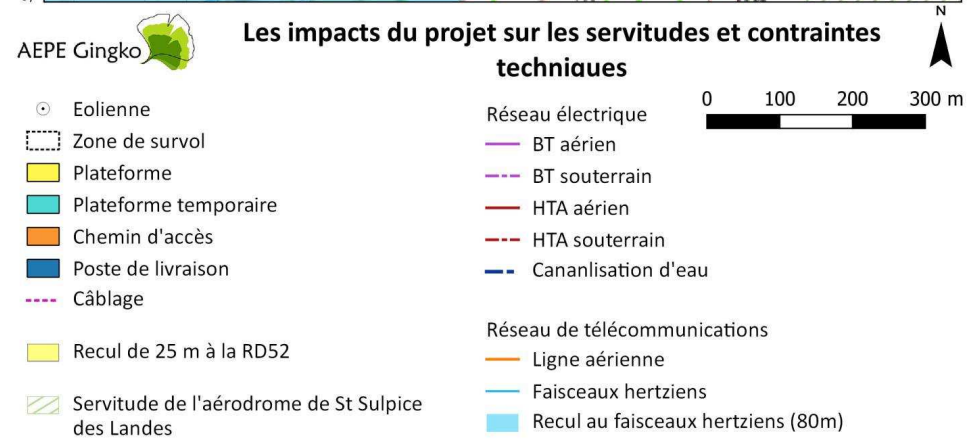 AEPE Gingko
Les impacts du projet sur les servitudes et contraintes
techniques
N
0 100 200 300 m
Eolienne
Zone de survol
Plateforme
Plateforme temporaire
Chemin d'accès
Poste de livraison
Câblage
Recul de 25 m à la RD52
Servitude de l'aérodrome de St Sulpice
des Landes
Réseau électrique
BT aérien
BT souterrain
HTA aérien
HTA souterrain
Cananlisation d'eau
Réseau de télécommunications
Ligne aérienne
Faisceaux hertziens
Recul au faisceaux hertziens (80m)